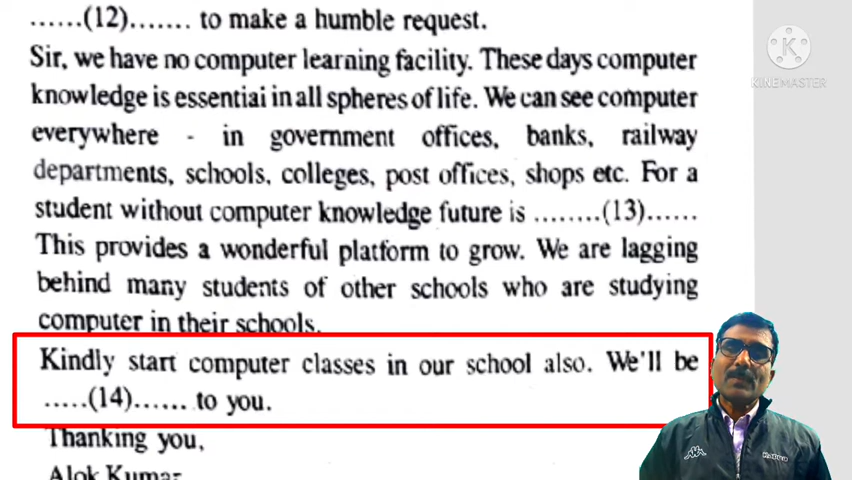 ......(12)....... to make a humble request.
Sir, we have no computer learning facility. These days computer
knowledge is essentiai in all spheres of life. We can see computer
everywhere - in government offices, banks, railway
departments, schools, colleges, post offices, shops etc. For a
student without computer knowledge future is ........(13)......
This provides a wonderful platform to grow. We are lagging
behind many students of other schools who are studying
computer in their schools.
Kindly start computer classes in our school also. We'll be
.....(14)...... to you.
Thanking you,
Alok Kumar
K
KINEMASTER
Kappa